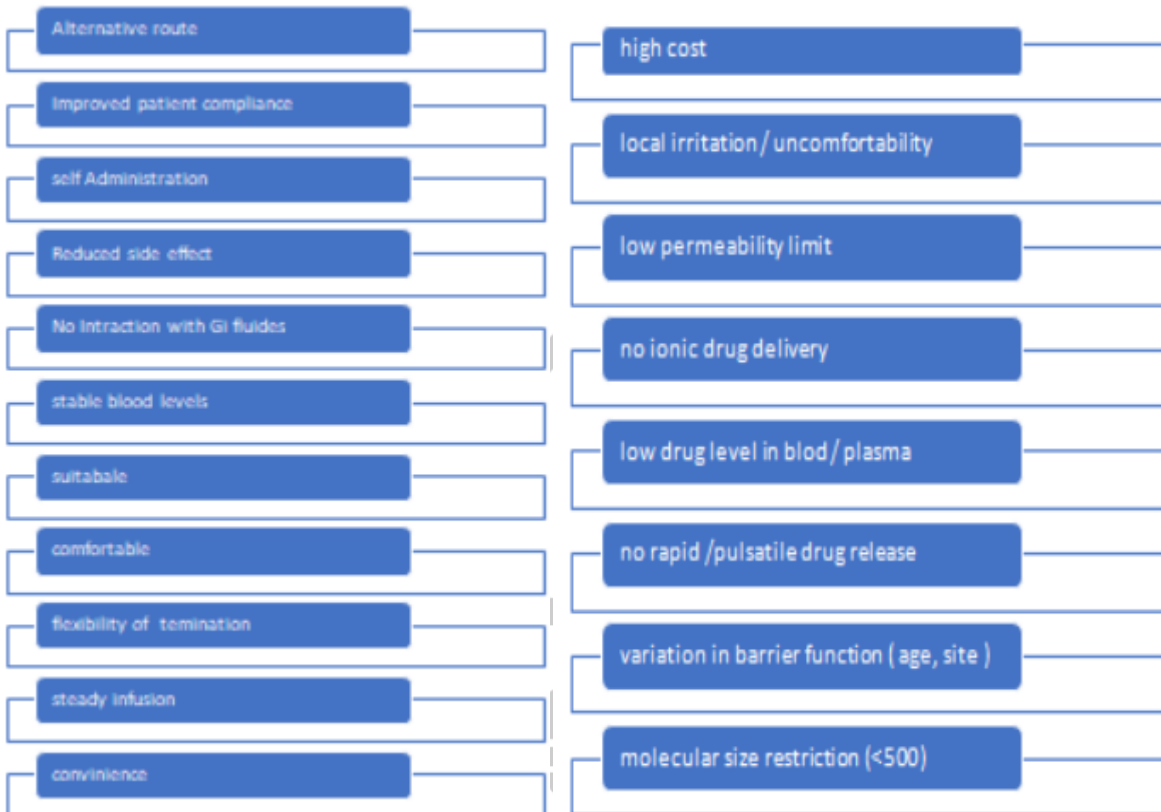 Alternative route
Improved patient compliance
self Administration
Reduced side effect
No Intraction with GI fluides
stable blood levels
suitabale
comfortable
flexibility of temination
steady infusion
convinience
high cost
local irritation / uncomfortability
low permeability limit
no ionic drug delivery
low drug level in blod / plasma
no rapid /pulsatile drug release
variation in barrier function ( age, site )
molecular size restriction (<500)